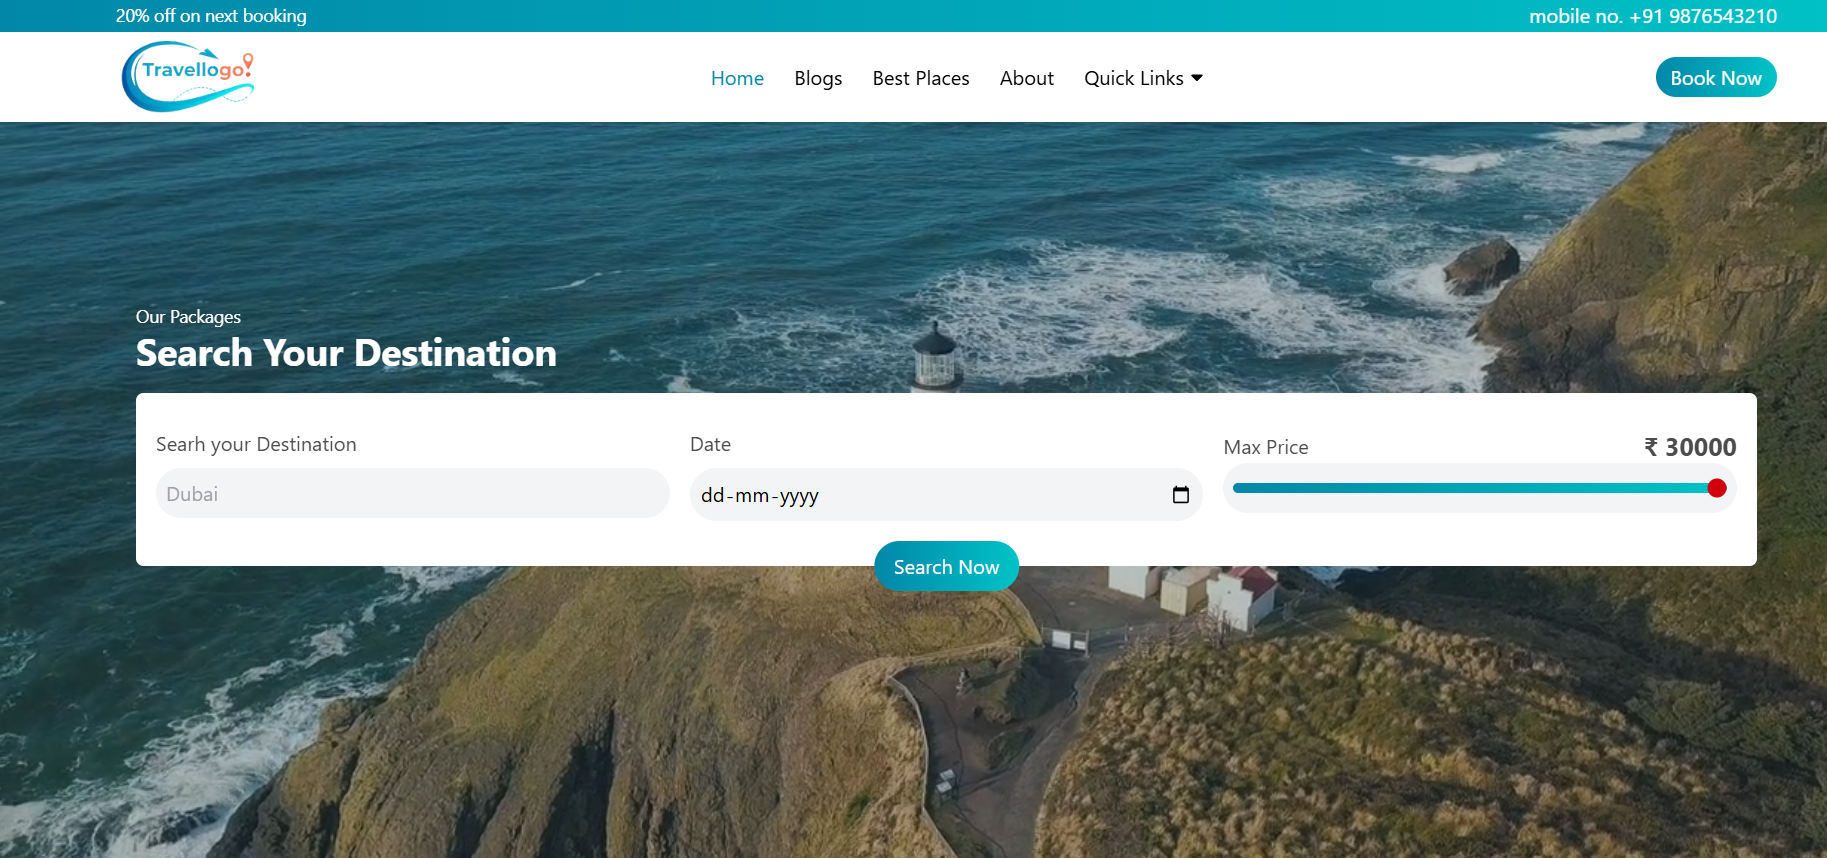 20% off on next booking
mobile no. +91 9876543210
Travellogo!
Home
Blogs
Best Places
About
Quick Links
Book Now
Our Packages
Search Your Destination
Searh your Destination
Date
Max Price
₹ 30000
Dubai
dd-mm-yyyy
Search Now